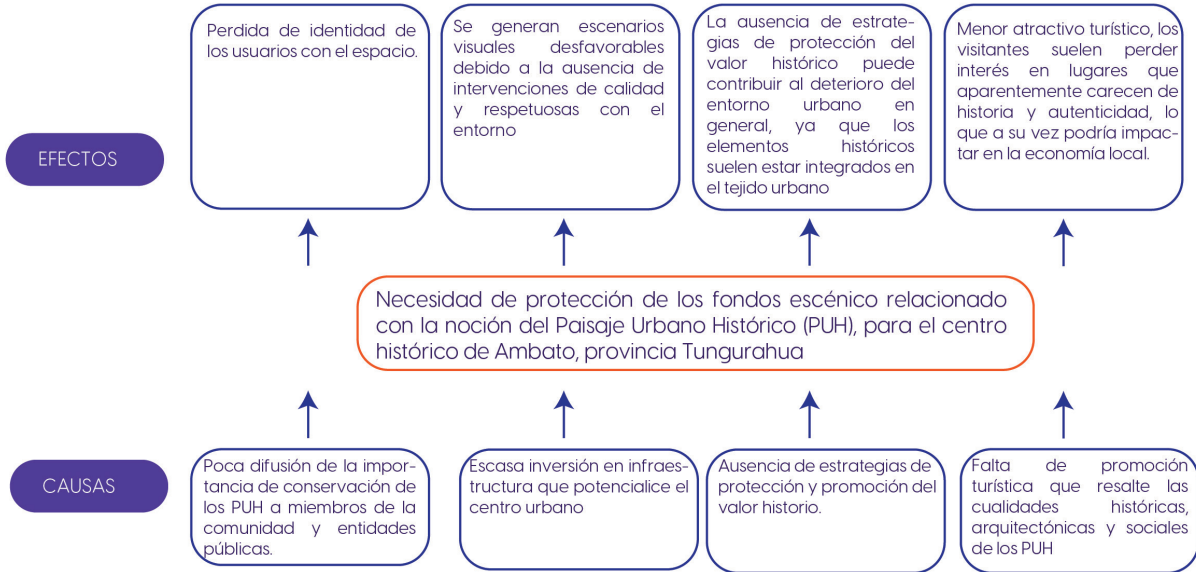 Perdida de identidad de
los usuarios con el espacio.
Se generan escenarios
visuales desfavorables
debido a la ausencia de
intervenciones de calidad
y respetuosas con el
entorno
La ausencia de estrate-
gias de protección del
valor histórico puede
contribuir al deterioro del
entorno urbano en
general, ya que los
elementos históricos
suelen estar integrados en
el tejido urbano
Menor atractivo turístico, los
visitantes suelen perder
interés en lugares que
aparentemente carecen de
historia y autenticidad, lo
que a su vez podría impac-
tar en la economía local.
EFECTOS
Necesidad de protección de los fondos escénico relacionado
con la noción del Paisaje Urbano Histórico (PUH), para el centro
histórico de Ambato, provincia Tungurahua
CAUSAS
Poca difusión de la impor-
tancia de conservación de
los PUH a miembros de la
comunidad y entidades
públicas.
Escasa inversión en infraes-
tructura que potencialice el
centro urbano
Ausencia de estrategias de
protección y promoción del
valor historio.
Falta de promoción
turística que resalte las
cualidades históricas,
arquitectónicas y sociales
de los PUH